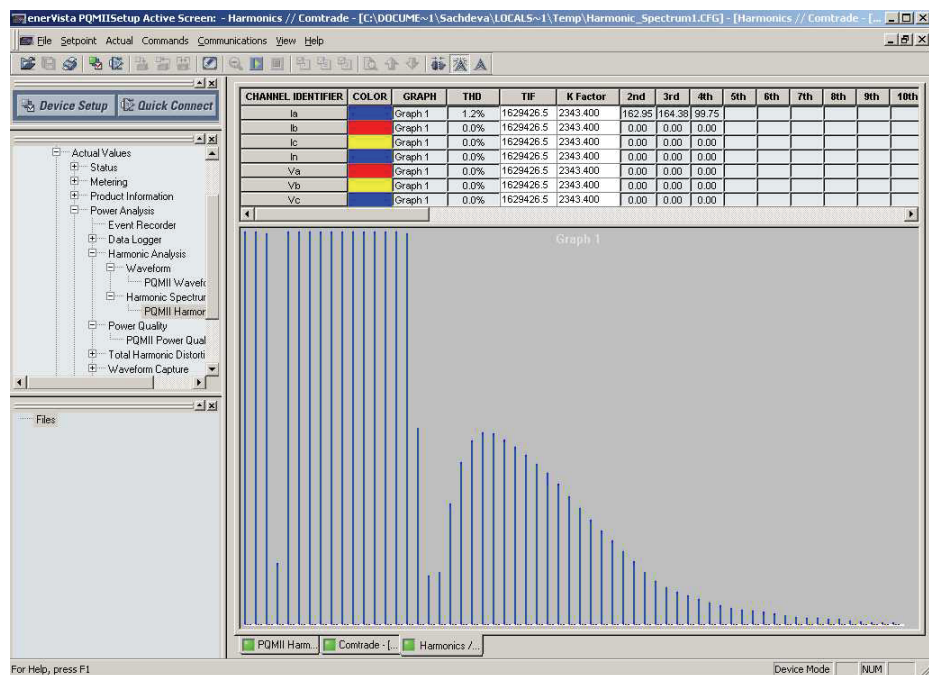 enerVista PQMIISetup Active Screen: - Harmonics // Comtrade - [C:\DOCUME~1\Sachdeva\LOCALS~1\Temp\Harmonic_Spectrum1.CFG] - [Harmonics // Comtrade - [...
File Setpoint Actual Commands Communications View Help
Device Setup Quick Connect
Actual Values
Status
Metering
Product Information
Power Analysis
Event Recorder
Data Logger
Harmonic Analysis
Waveform
PQMII Wavefc
Harmonic Spectrur
PQMII Harmor
Power Quality
PQMII Power Qual
Total Harmonic Distorti
Waveform Capture
Files
CHANNEL IDENTIFIER COLOR GRAPH THD TIF K Factor 2nd 3rd 4th 5th 6th 7th 8th 9th 10th
Ia Graph 1 1.2% 1629426.5 2343.400 162.95 164.38 99.75
Ib Graph 1 0.0% 1629426.5 2343.400 0.00 0.00 0.00
Ic Graph 1 0.0% 1629426.5 2343.400 0.00 0.00 0.00
In Graph 1 0.0% 1629426.5 2343.400 0.00 0.00 0.00
Va Graph 1 0.0% 1629426.5 2343.400 0.00 0.00 0.00
Vb Graph 1 0.0% 1629426.5 2343.400 0.00 0.00 0.00
Vc Graph 1 0.0% 1629426.5 2343.400 0.00 0.00 0.00
Graph 1
PQMII Harm... Comtrade - [... Harmonics /...
For Help, press F1 Device Mode NUM